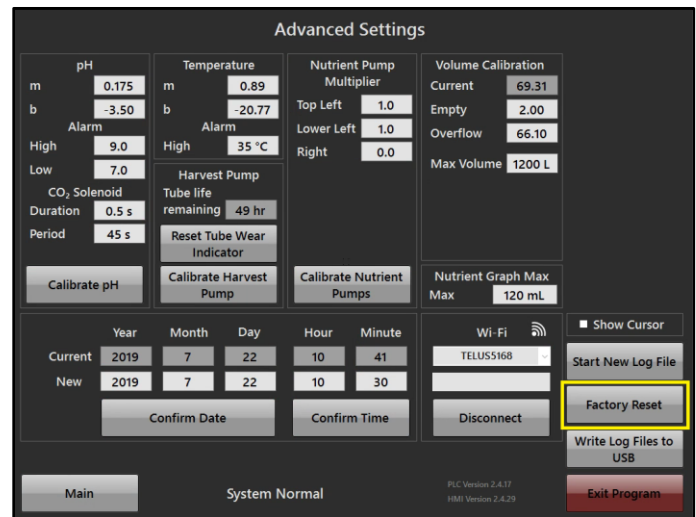 Advanced Settings
pH
m 0.175
b -3.50
Alarm
High 9.0
Low 7.0
CO₂ Solenoid
Duration 0.5 s
Period 45 s
Calibrate pH
Temperature
m 0.89
b -20.77
Alarm
High 35 °C
Harvest Pump
Tube life
remaining 49 hr
Reset Tube Wear
Indicator
Calibrate Harvest
Pump
Nutrient Pump
Multiplier
Top Left 1.0
Lower Left 1.0
Right 0.0
Calibrate Nutrient
Pumps
Volume Calibration
Current 69.31
Empty 2.00
Overflow 66.10
Max Volume 1200 L
Nutrient Graph Max
Max 120 mL
Year Month Day Hour Minute
Current 2019 7 22 10 41
New 2019 7 22 10 30
Confirm Date Confirm Time
Wi-Fi
TELUS5168
Disconnect
Show Cursor
Start New Log File
Factory Reset
Write Log Files to
USB
Exit Program
Main
System Normal
PLC Version 2.4.17
HMI Version 2.4.29